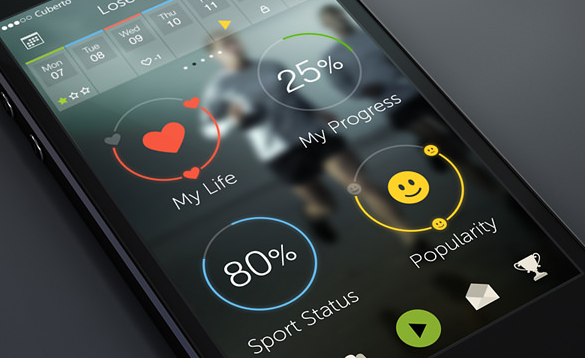 Cuberto
Lose
Mon
07
Tue
08
Wed
09
Thu
10
11
-1
25%
My Progress
My Life
Popularity
80%
Sport Status